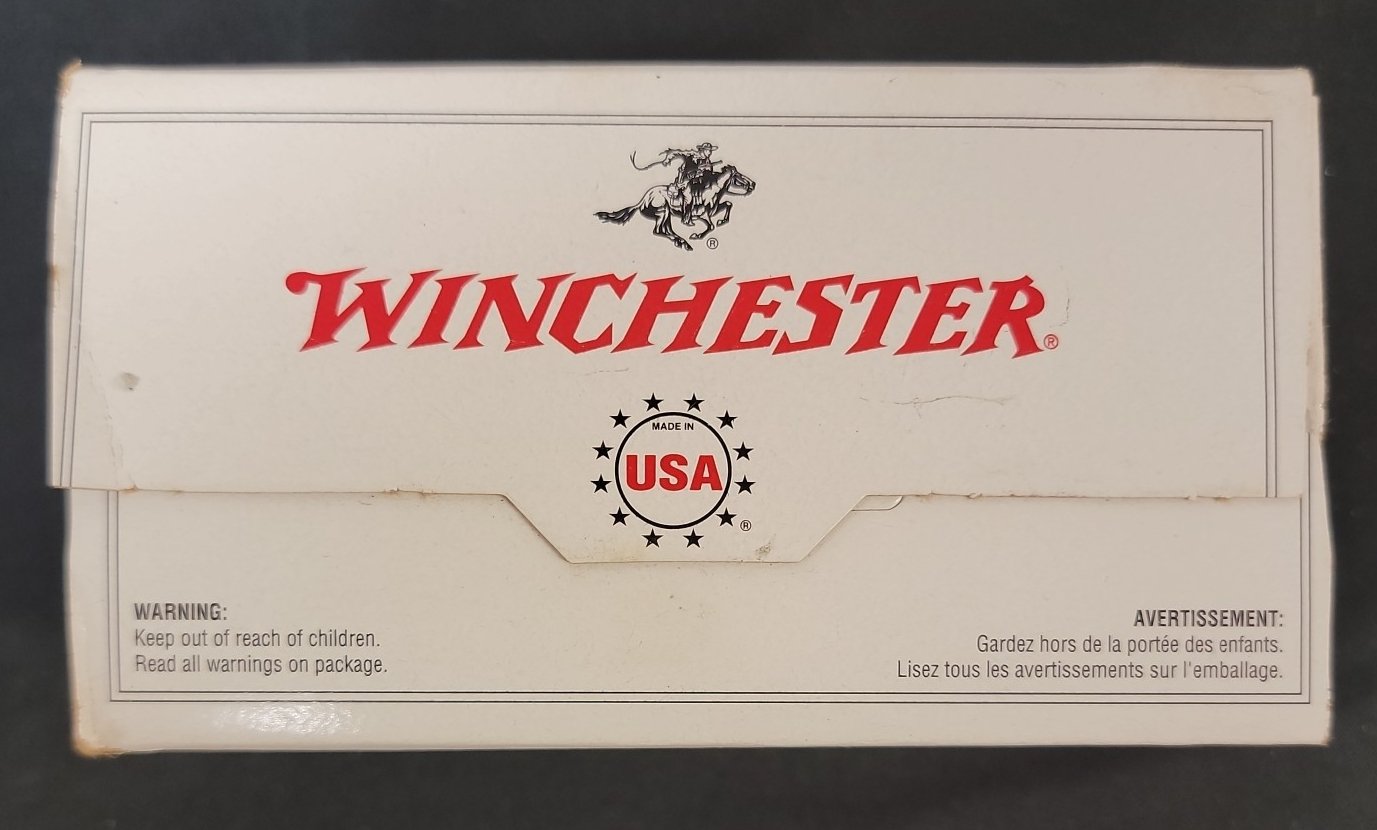 ®
WINCHESTER®
MADE IN
USA
®
WARNING:
Keep out of reach of children.
Read all warnings on package.
AVERTISSEMENT:
Gardez hors de la portée des enfants.
Lisez tous les avertissements sur l'emballage.